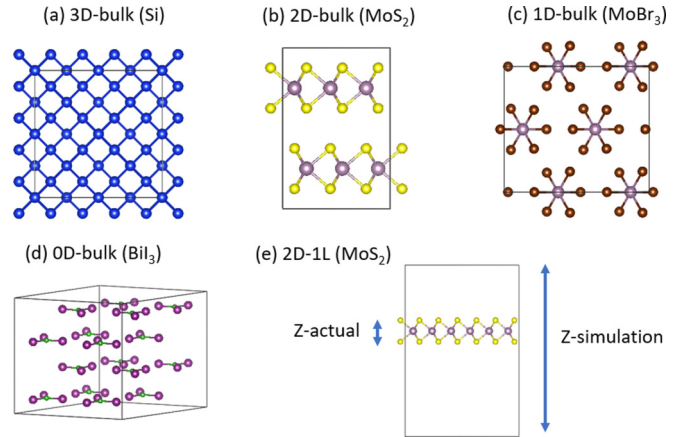 (a) 3D-bulk (Si)
(b) 2D-bulk (MoS₂)
(c) 1D-bulk (MoBr₃)
(d) 0D-bulk (BiI₃)
(e) 2D-1L (MoS₂)
Z-actual
Z-simulation